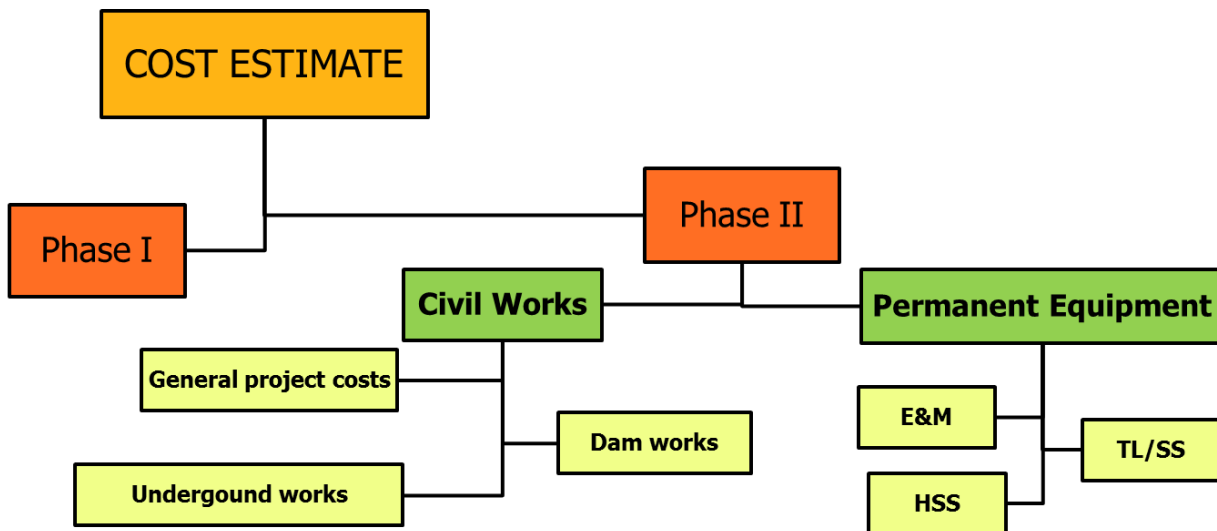 COST ESTIMATE
Phase I
Phase II
Civil Works
Permanent Equipment
General project costs
Dam works
Undergound works
E&M
TL/SS
HSS